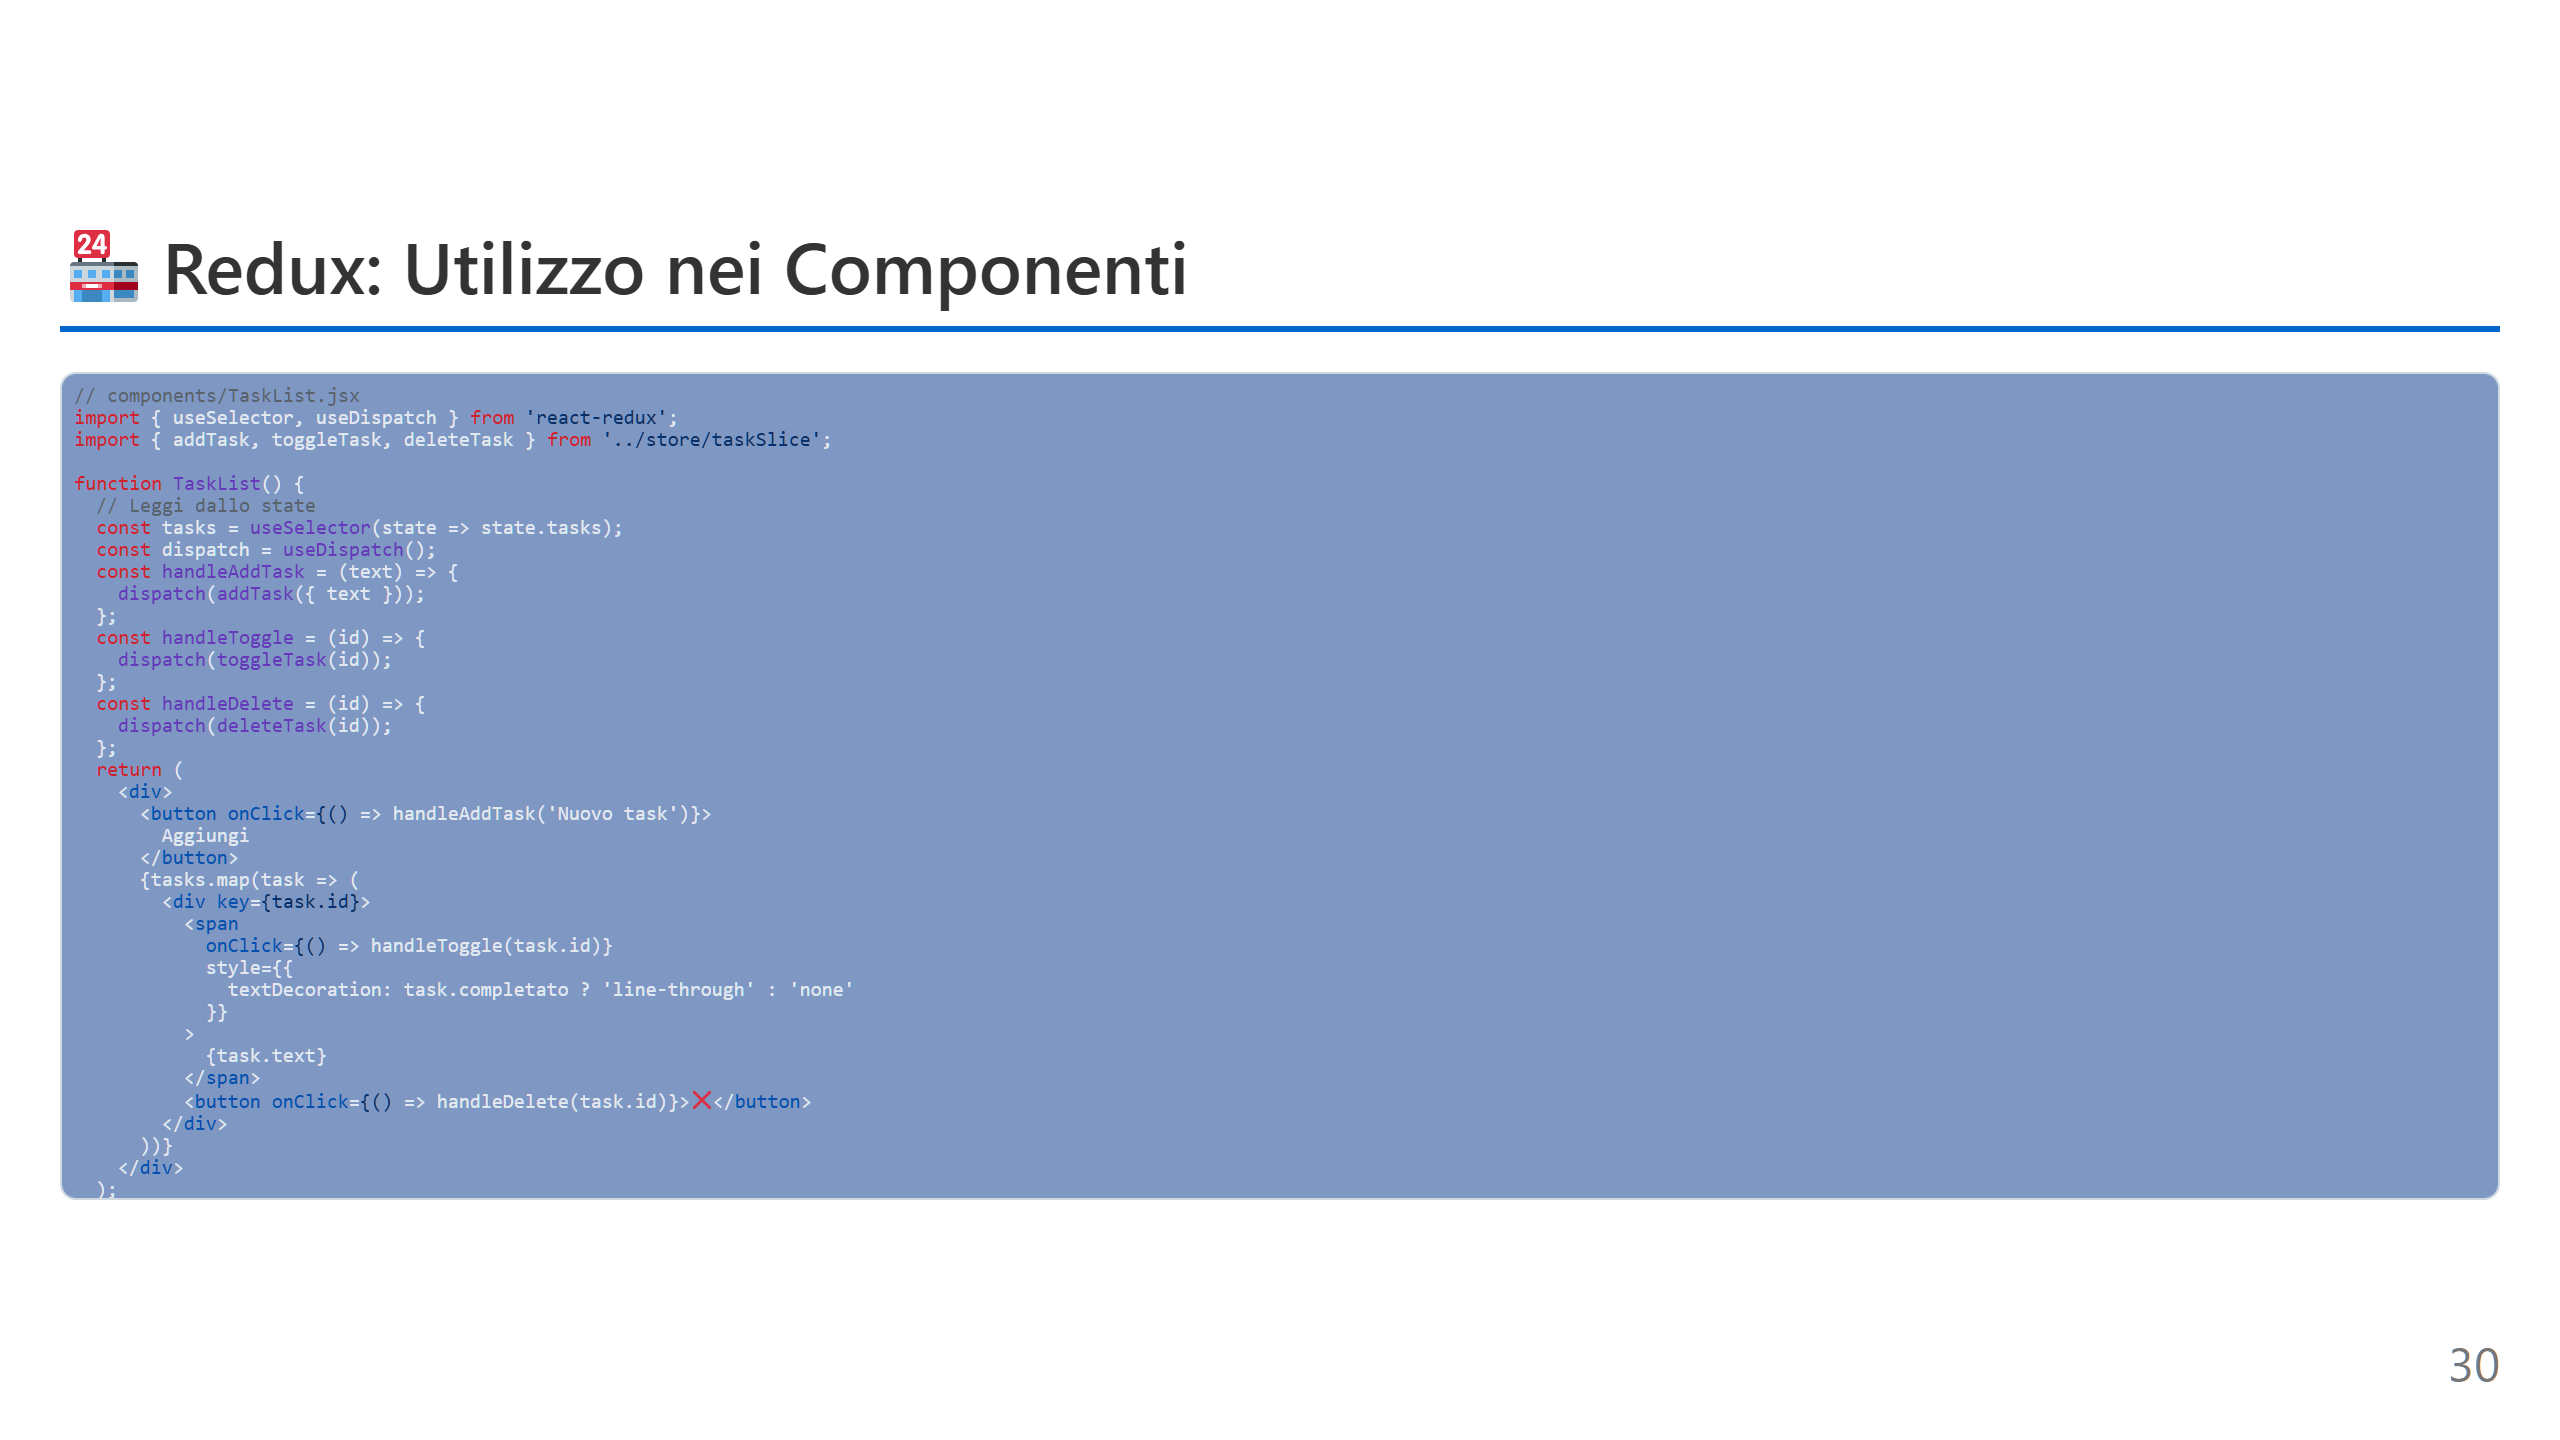 24 Redux: Utilizzo nei Componenti
// components/TaskList.jsx
import { useSelector, useDispatch } from 'react-redux';
import { addTask, toggleTask, deleteTask } from '../store/taskSlice';
function TaskList() {
  // Leggi dallo state
  const tasks = useSelector(state => state.tasks);
  const dispatch = useDispatch();
  const handleAddTask = (text) => {
    dispatch(addTask({ text }));
  };
  const handleToggle = (id) => {
    dispatch(toggleTask(id));
  };
  const handleDelete = (id) => {
    dispatch(deleteTask(id));
  };
  return (
    <div>
      <button onClick={() => handleAddTask('Nuovo task')}>
        Aggiungi
      </button>
      {tasks.map(task => (
        <div key={task.id}>
          <span
            onClick={() => handleToggle(task.id)}
            style={{
              textDecoration: task.completato ? 'line-through' : 'none'
            }}
          >
            {task.text}
          </span>
          <button onClick={() => handleDelete(task.id)}>❌</button>
        </div>
      ))}
    </div>
  );
30